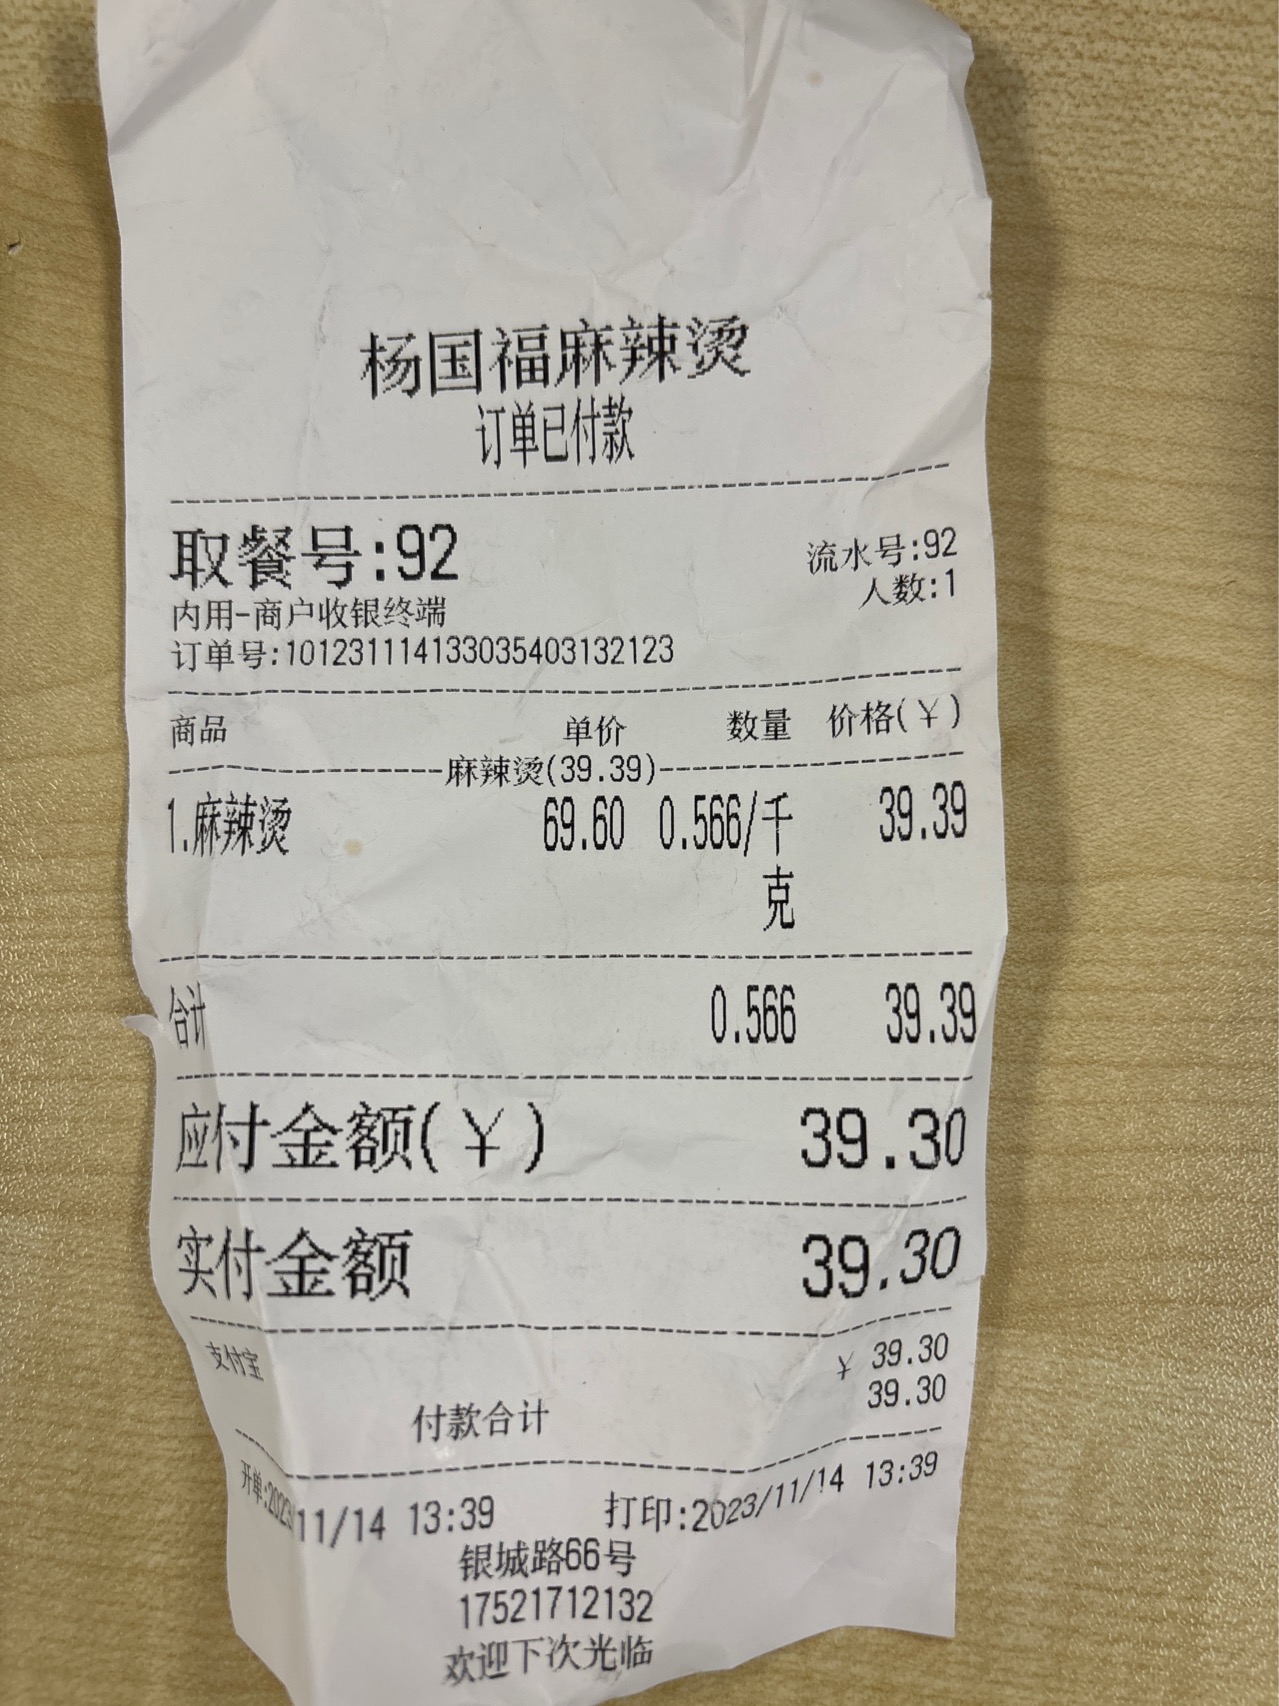 杨国福麻辣烫
订单已付款
取餐号:92
流水号:92
人数:1
内用-商户收银终端
订单号:101231114133035403132123
商品 单价 数量 价格(¥)
麻辣烫(39.39)
1.麻辣烫 69.60 0.566/千克 39.39
合计 0.566 39.39
应付金额(¥) 39.30
实付金额 39.30
支付宝 ¥ 39.30
付款合计 39.30
开单:2023/11/14 13:39 打印:2023/11/14 13:39
银城路66号
17521712132
欢迎下次光临